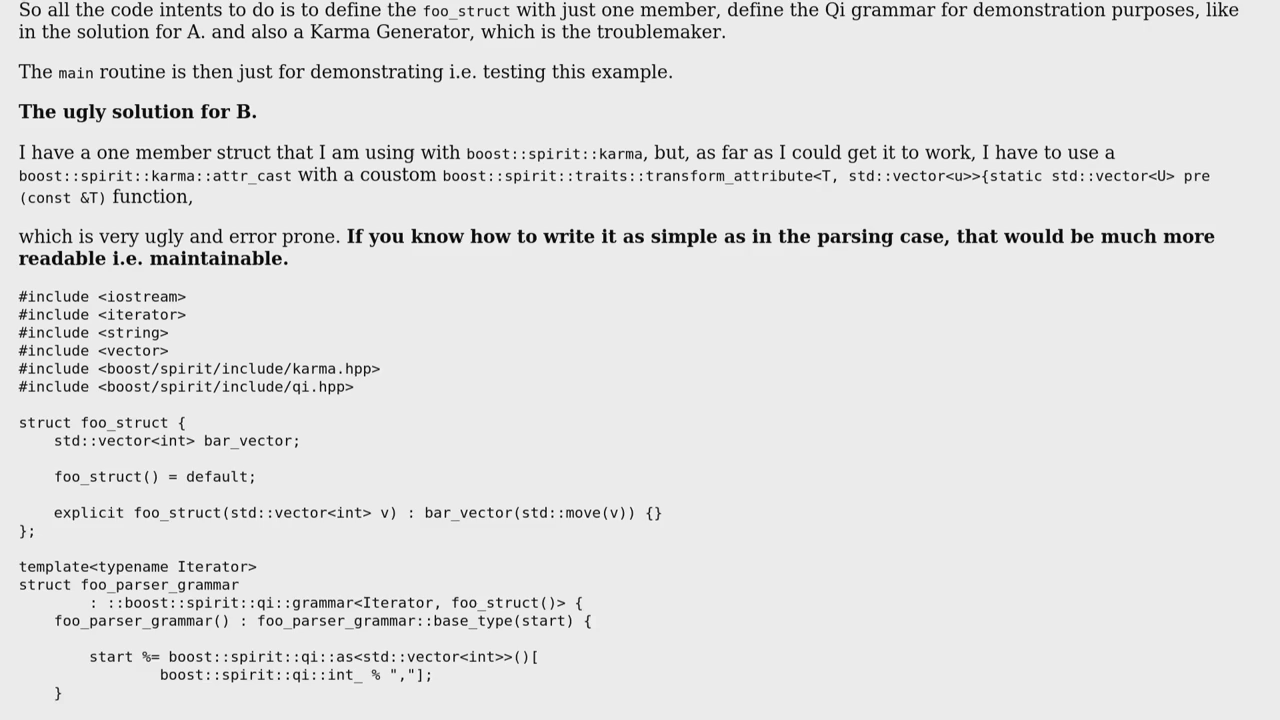 So all the code intents to do is to define the foo_struct with just one member, define the Qi grammar for demonstration purposes, like
in the solution for A. and also a Karma Generator, which is the troublemaker.
The main routine is then just for demonstrating i.e. testing this example.
The ugly solution for B.
I have a one member struct that I am using with boost::spirit::karma, but, as far as I could get it to work, I have to use a
boost::spirit::karma::attr_cast with a coustom boost::spirit::traits::transform_attribute<T, std::vector<u>>{static std::vector<U> pre
(const &T) function,
which is very ugly and error prone. If you know how to write it as simple as in the parsing case, that would be much more
readable i.e. maintainable.
#include <iostream>
#include <iterator>
#include <string>
#include <vector>
#include <boost/spirit/include/karma.hpp>
#include <boost/spirit/include/qi.hpp>
struct foo_struct {
    std::vector<int> bar_vector;
    foo_struct() = default;
    explicit foo_struct(std::vector<int> v) : bar_vector(std::move(v)) {}
};
template<typename Iterator>
struct foo_parser_grammar
        : ::boost::spirit::qi::grammar<Iterator, foo_struct()> {
    foo_parser_grammar() : foo_parser_grammar::base_type(start) {
        start %= boost::spirit::qi::as<std::vector<int>>()[
                boost::spirit::qi::int_ % ","];
    }